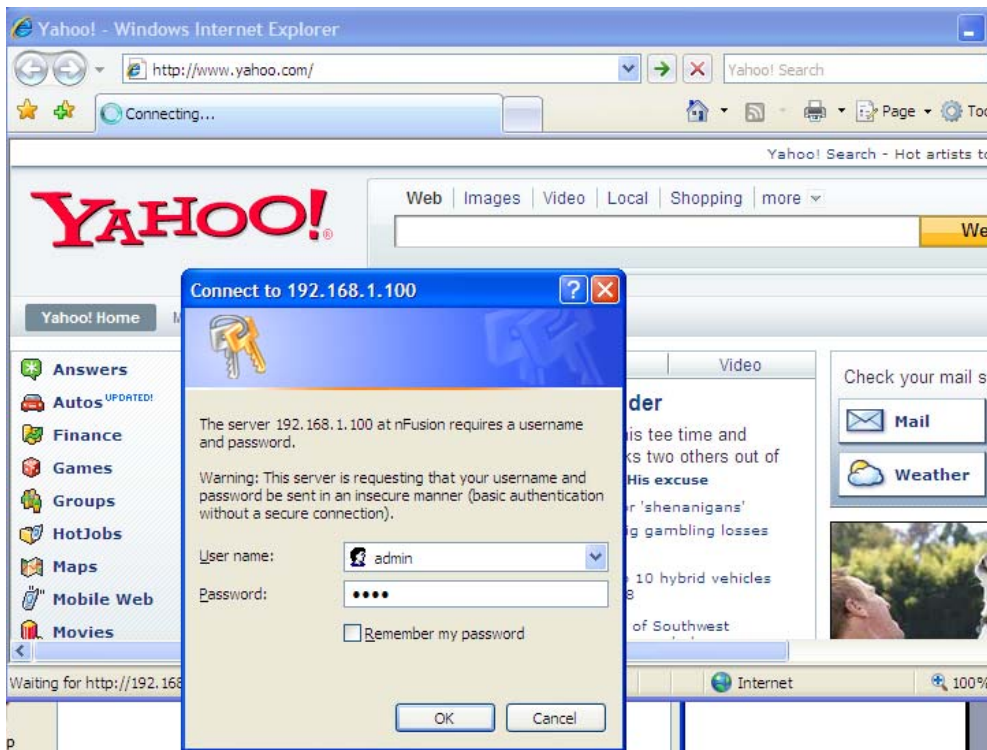 Yahoo! - Windows Internet Explorer
http://www.yahoo.com/
Yahoo! Search
Connecting...
Page
Yahoo! Search - Hot artists
YAHOO!
Web | Images | Video | Local | Shopping | more
Yahoo! Home
Connect to 192.168.1.100
The server 192.168.1.100 at nFusion requires a username
and password.
Warning: This server is requesting that your username and
password be sent in an insecure manner (basic authentication
without a secure connection).
User name:
admin
Password:
Remember my password
OK
Cancel
Answers
Autos UPDATED!
Finance
Games
Groups
HotJobs
Maps
Mobile Web
Movies
Video
der
tee time and
two others out of
His excuse
'shenanigans'
gambling losses
10 hybrid vehicles
8
of Southwest
Check your mail
Mail
Weather
Waiting for http://192.168
Internet
100%